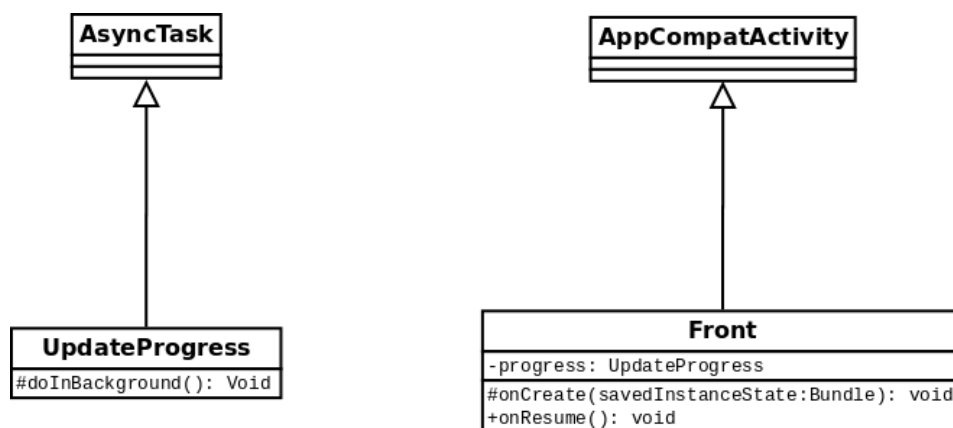 AsyncTask
AppCompatActivity
UpdateProgress
#doInBackground(): Void
Front
-progress: UpdateProgress
#onCreate(savedInstanceState:Bundle): void
+onResume(): void